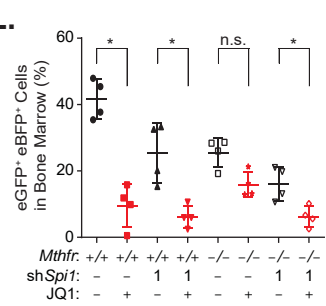 * * n.s. *
60
40
20
0
eGFP⁺ eBFP⁺ Cells
in Bone Marrow (%)
Mthfr: +/+ +/+ +/+ +/+ −/− −/− −/− −/−
shSpi1: − − 1 1 − − 1 1
JQ1: − + − + − + − +